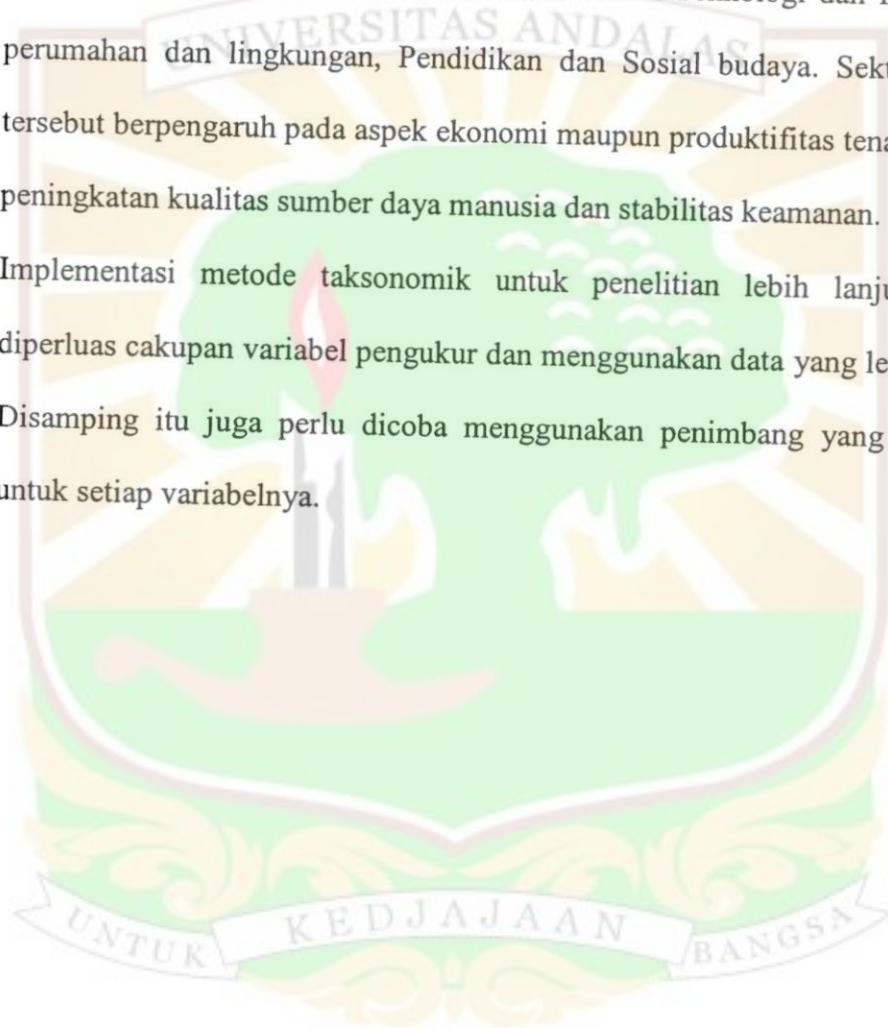 dan
UNIVERSITAS ANDALAS
perumahan dan lingkungan, Pendidikan dan Sosial budaya.
tersebut berpengaruh pada aspek ekonomi maupun produktifitas
peningkatan kualitas sumber daya manusia dan stabilitas keamanan.
Implementasi metode taksonomik untuk penelitian lebih
diperluas cakupan variabel pengukur dan menggunakan data yang
Disamping itu juga perlu dicoba menggunakan penimbang yang
untuk setiap variabelnya.
UNTUK KEDJAJAAN BANGSA